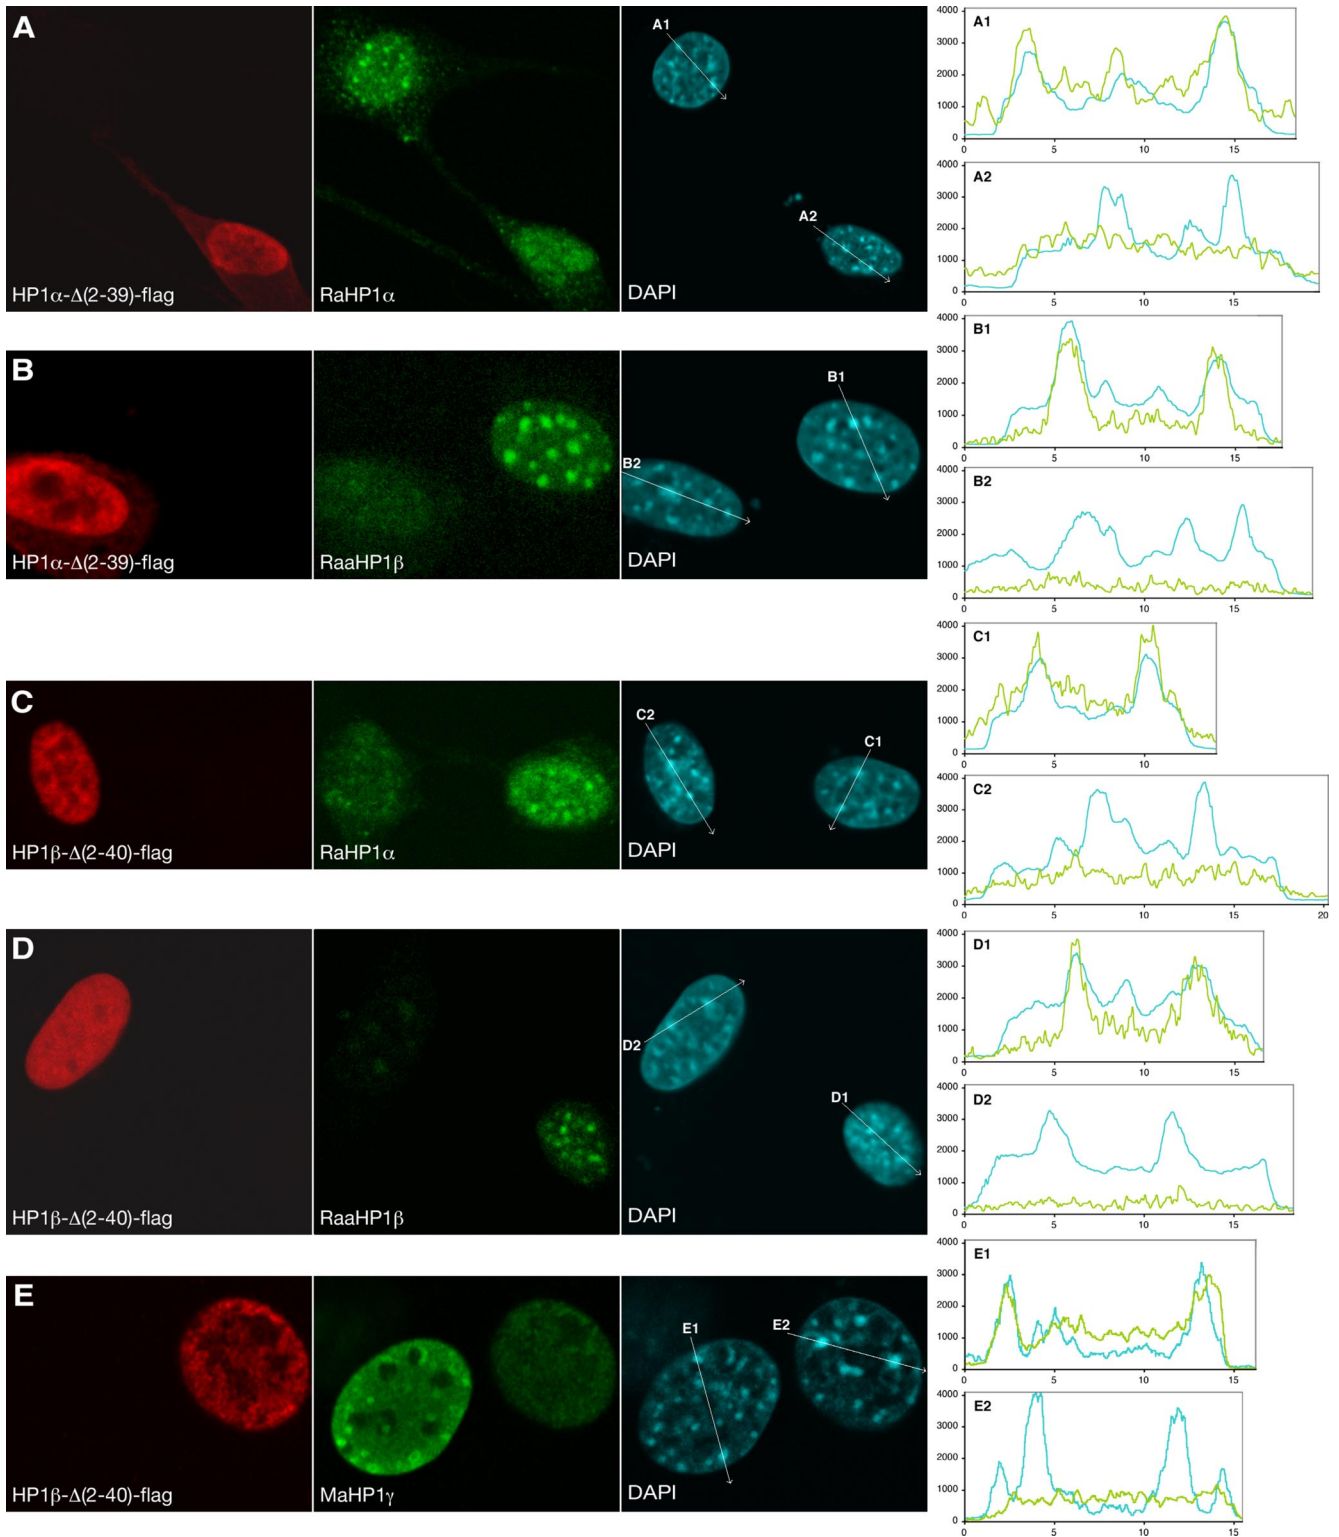 A
HP1α-Δ(2-39)-flag
RaHP1α
A1
A2
DAPI
A1
4000
3000
2000
1000
0
0 5 10 15
A2
4000
3000
2000
1000
0
0 5 10 15
B
HP1α-Δ(2-39)-flag
RaaHP1β
B1
B2
DAPI
B1
4000
3000
2000
1000
0
0 5 10 15
B2
4000
3000
2000
1000
0
0 5 10 15
C
HP1β-Δ(2-40)-flag
RaHP1α
C2
C1
DAPI
C1
4000
3000
2000
1000
0
0 5 10
C2
4000
3000
2000
1000
0
0 5 10 15 20
D
HP1β-Δ(2-40)-flag
RaaHP1β
D2
D1
DAPI
D1
4000
3000
2000
1000
0
0 5 10 15
D2
4000
3000
2000
1000
0
0 5 10 15
E
HP1β-Δ(2-40)-flag
MaHP1γ
E1
E2
DAPI
E1
4000
3000
2000
1000
0
0 5 10 15
E2
4000
3000
2000
1000
0
0 5 10 15